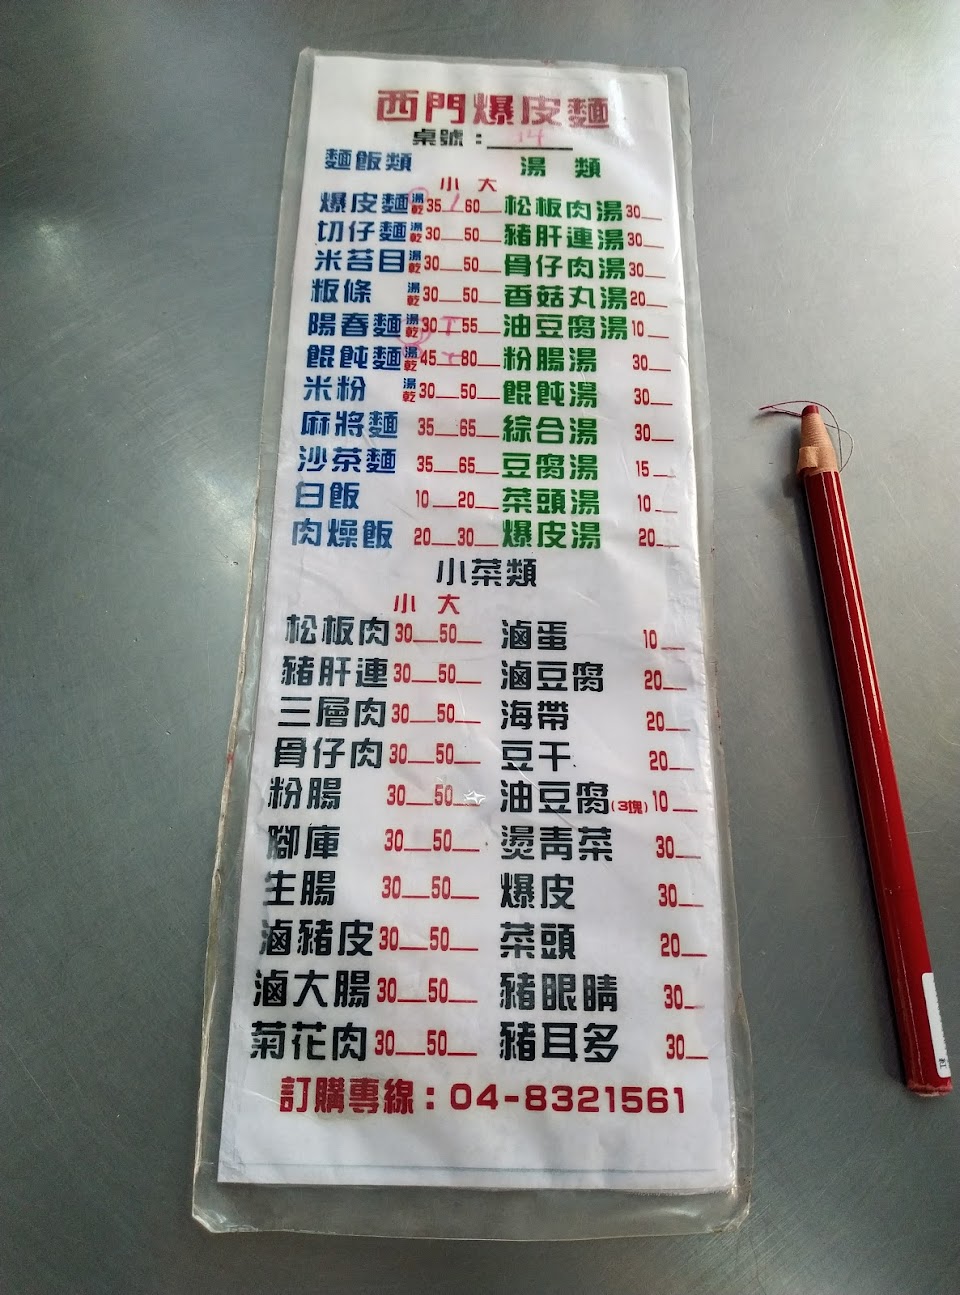 西門爆皮麵
桌號：14
麵飯類 湯類
小 大
爆皮麵 湯乾 35 60 松板肉湯 30
切仔麵 湯乾 30 50 豬肝連湯 30
米苔目 湯乾 30 50 骨仔肉湯 30
粄條 湯乾 30 50 香菇丸湯 20
陽春麵 湯乾 30 55 油豆腐湯 10
餛飩麵 湯乾 45 80 粉腸湯 30
米粉 湯乾 30 50 餛飩湯 30
麻將麵 35 65 綜合湯 30
沙茶麵 35 65 豆腐湯 15
白飯 10 20 菜頭湯 10
肉燥飯 20 30 爆皮湯 20
小菜類
小 大
松板肉 30 50 滷蛋 10
豬肝連 30 50 滷豆腐 20
三層肉 30 50 海帶 20
骨仔肉 30 50 豆干 20
粉腸 30 50 油豆腐(3塊) 10
腳庫 30 50 燙青菜 30
生腸 30 50 爆皮 30
滷豬皮 30 50 菜頭 20
滷大腸 30 50 豬眼睛 30
菊花肉 30 50 豬耳多 30
訂購專線：04-8321561